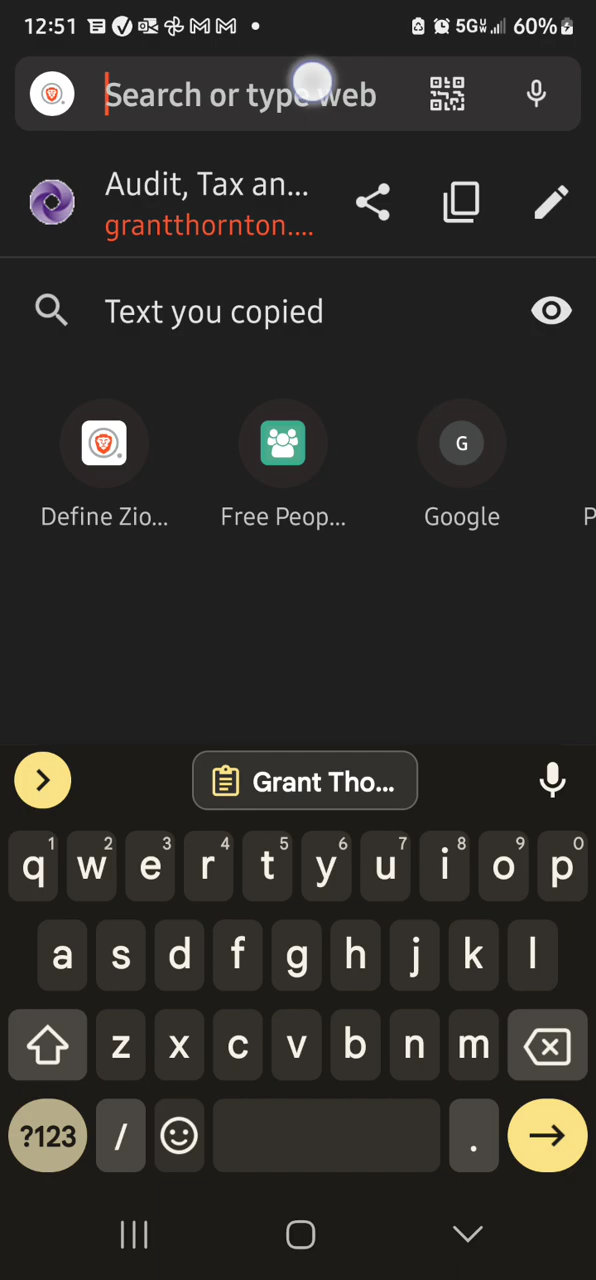 12:51 5G UW 60%
Search or type web
Audit, Tax an...
grantthornton....
Text you copied
Define Zio... Free Peop... Google P
G
Grant Tho...
1 2 3 4 5 6 7 8 9 0
q w e r t y u i o p
a s d f g h j k l
z x c v b n m
?123 / .